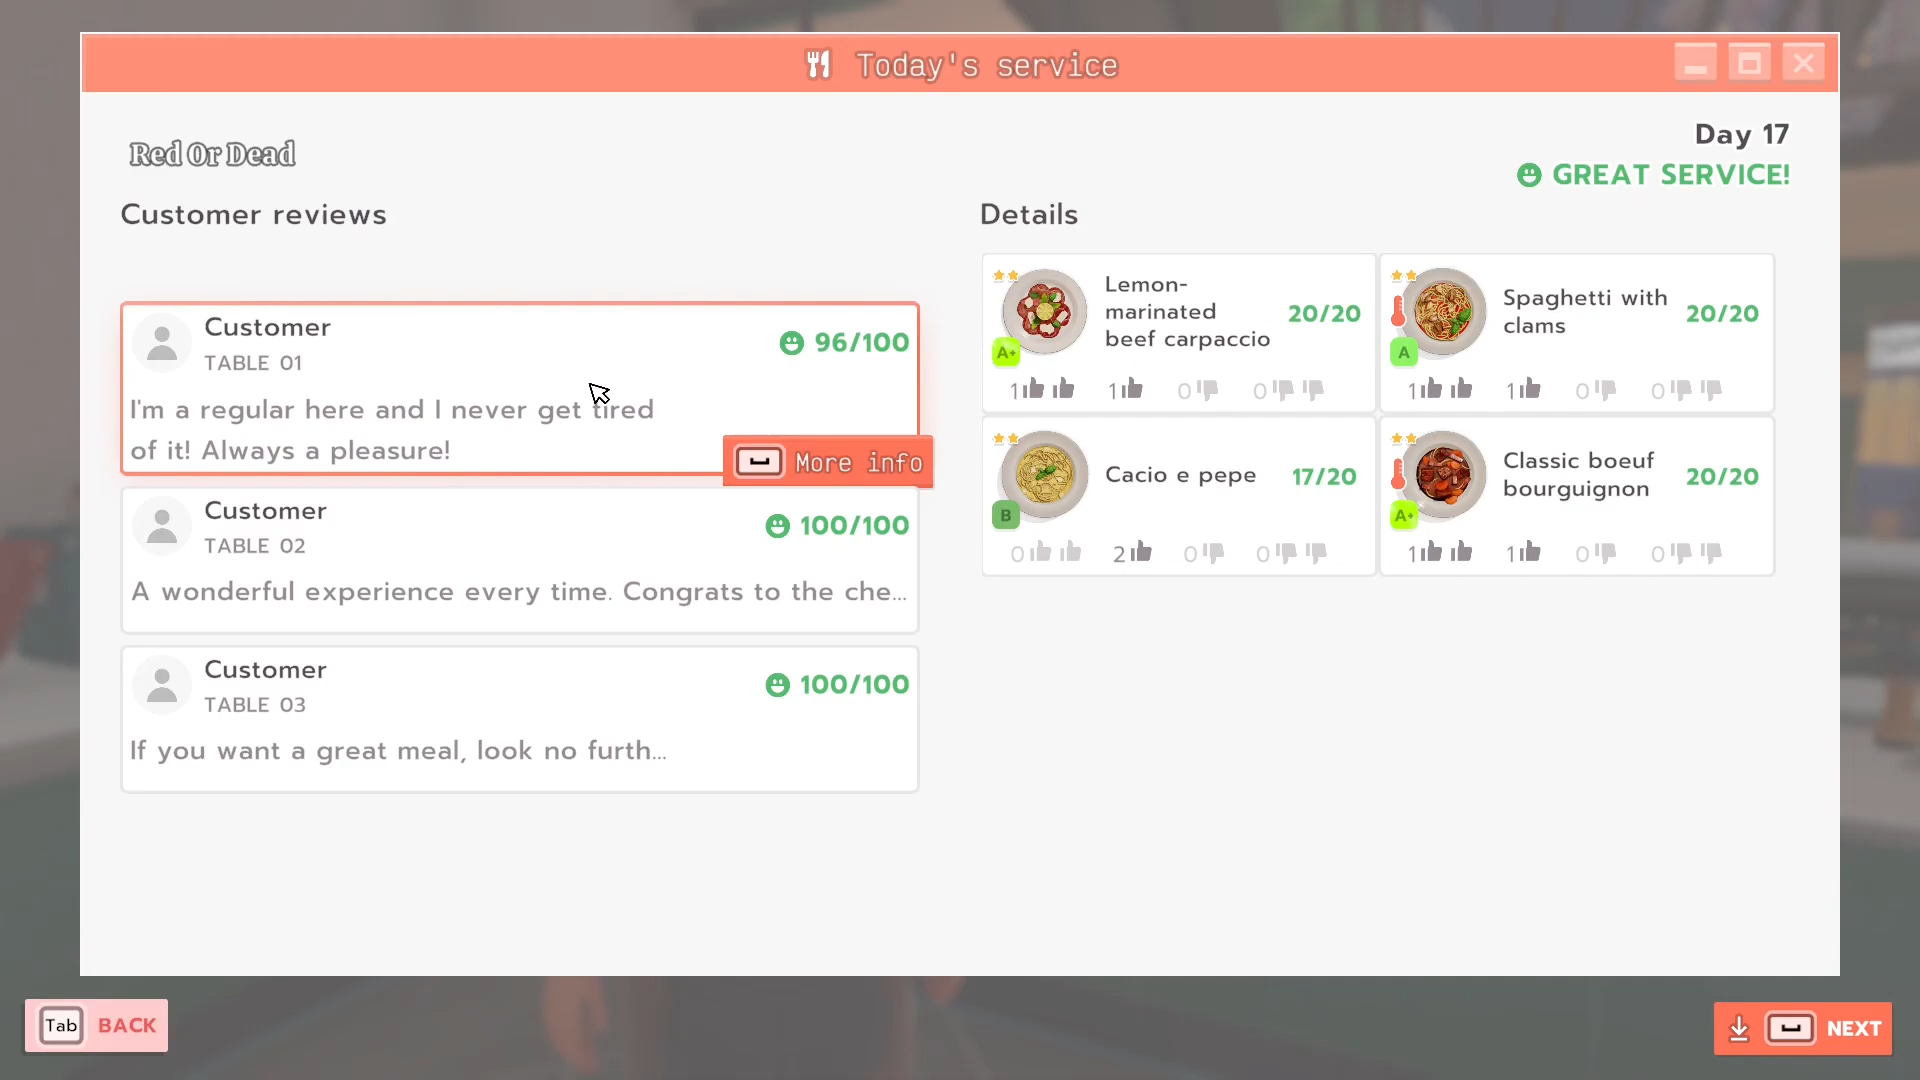 Today's service
Red Or Dead
Day 17
GREAT SERVICE!
Customer reviews
Customer
TABLE 01
96/100
I'm a regular here and I never get tired
of it! Always a pleasure!
More info
Customer
TABLE 02
100/100
A wonderful experience every time. Congrats to the che...
Customer
TABLE 03
100/100
If you want a great meal, look no furth...
Details
Lemon-
marinated
beef carpaccio
20/20
A+
1
1
0
0
Spaghetti with
clams
20/20
A
1
1
0
0
Cacio e pepe
17/20
B
0
2
0
0
Classic boeuf
bourguignon
20/20
A+
1
1
0
0
Tab BACK
NEXT